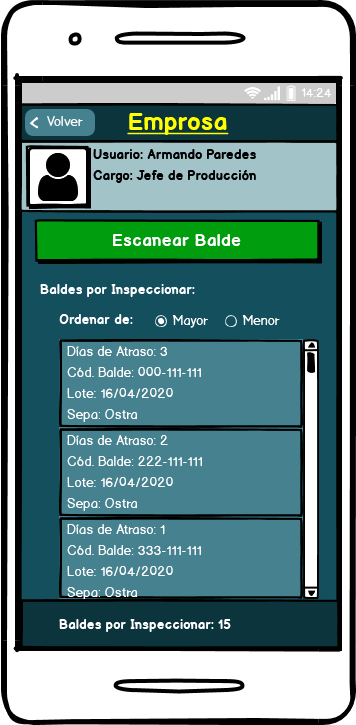 14:24
Volver
Emprosa
Usuario: Armando Paredes
Cargo: Jefe de Producción
Escanear Balde
Baldes por Inspeccionar:
Ordenar de: Mayor Menor
Días de Atraso: 3
Cód. Balde: 000-111-111
Lote: 16/04/2020
Sepa: Ostra
Días de Atraso: 2
Cód. Balde: 222-111-111
Lote: 16/04/2020
Sepa: Ostra
Días de Atraso: 1
Cód. Balde: 333-111-111
Lote: 16/04/2020
Sepa: Ostra
Baldes por Inspeccionar: 15